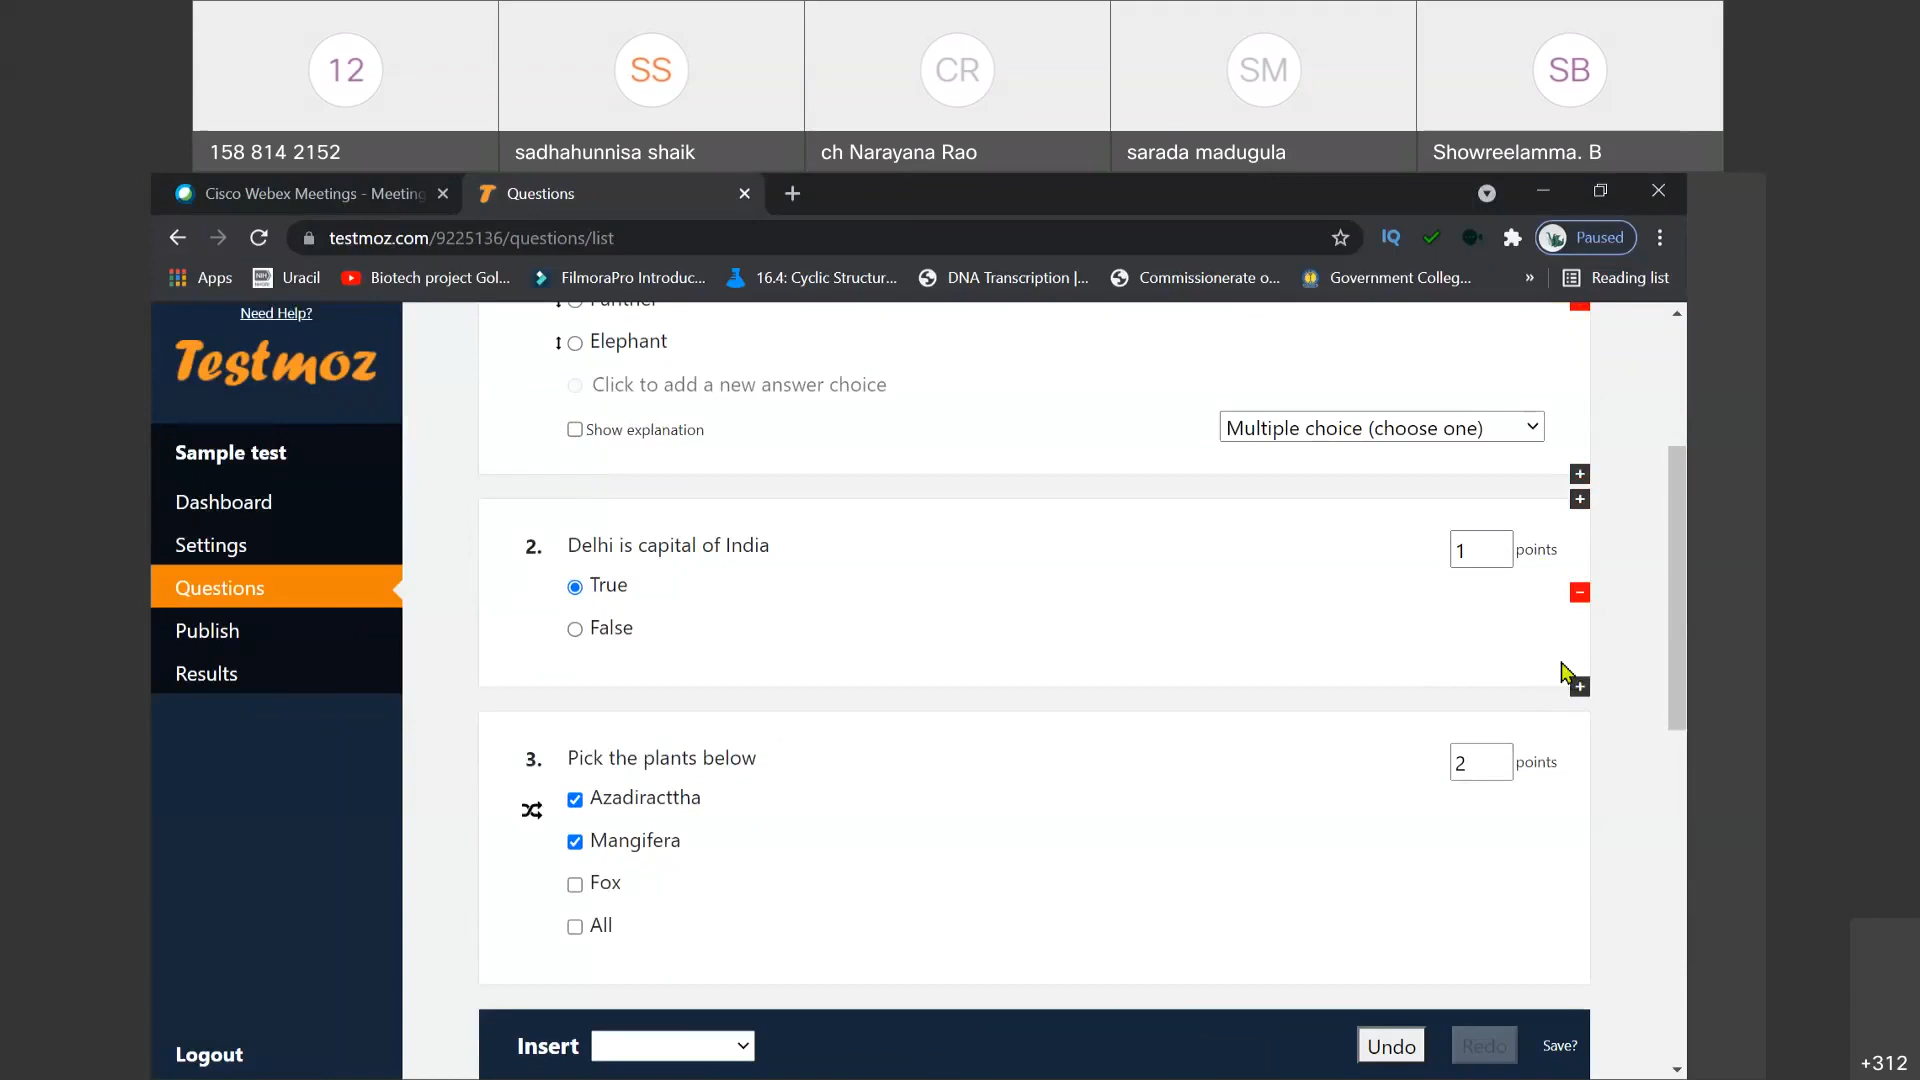 12
SS
CR
SM
SB
158 814 2152
sadhahunnisa shaik
ch Narayana Rao
sarada madugula
Showreelamma. B
Cisco Webex Meetings - Meeting
Questions
testmoz.com/9225136/questions/list
IQ
Paused
Apps
Uracil
Biotech project Gol...
FilmoraPro Introduc...
16.4: Cyclic Structur...
DNA Transcription |...
Commissionerate o...
Government Colleg...
»
Reading list
Need Help?
Testmoz
Sample test
Dashboard
Settings
Questions
Publish
Results
Logout
Panther
Elephant
Click to add a new answer choice
Show explanation
Multiple choice (choose one)
2. Delhi is capital of India
1 points
True
False
3. Pick the plants below
2 points
Azadiracttha
Mangifera
Fox
All
Insert
Undo
Redo
Save?
+312